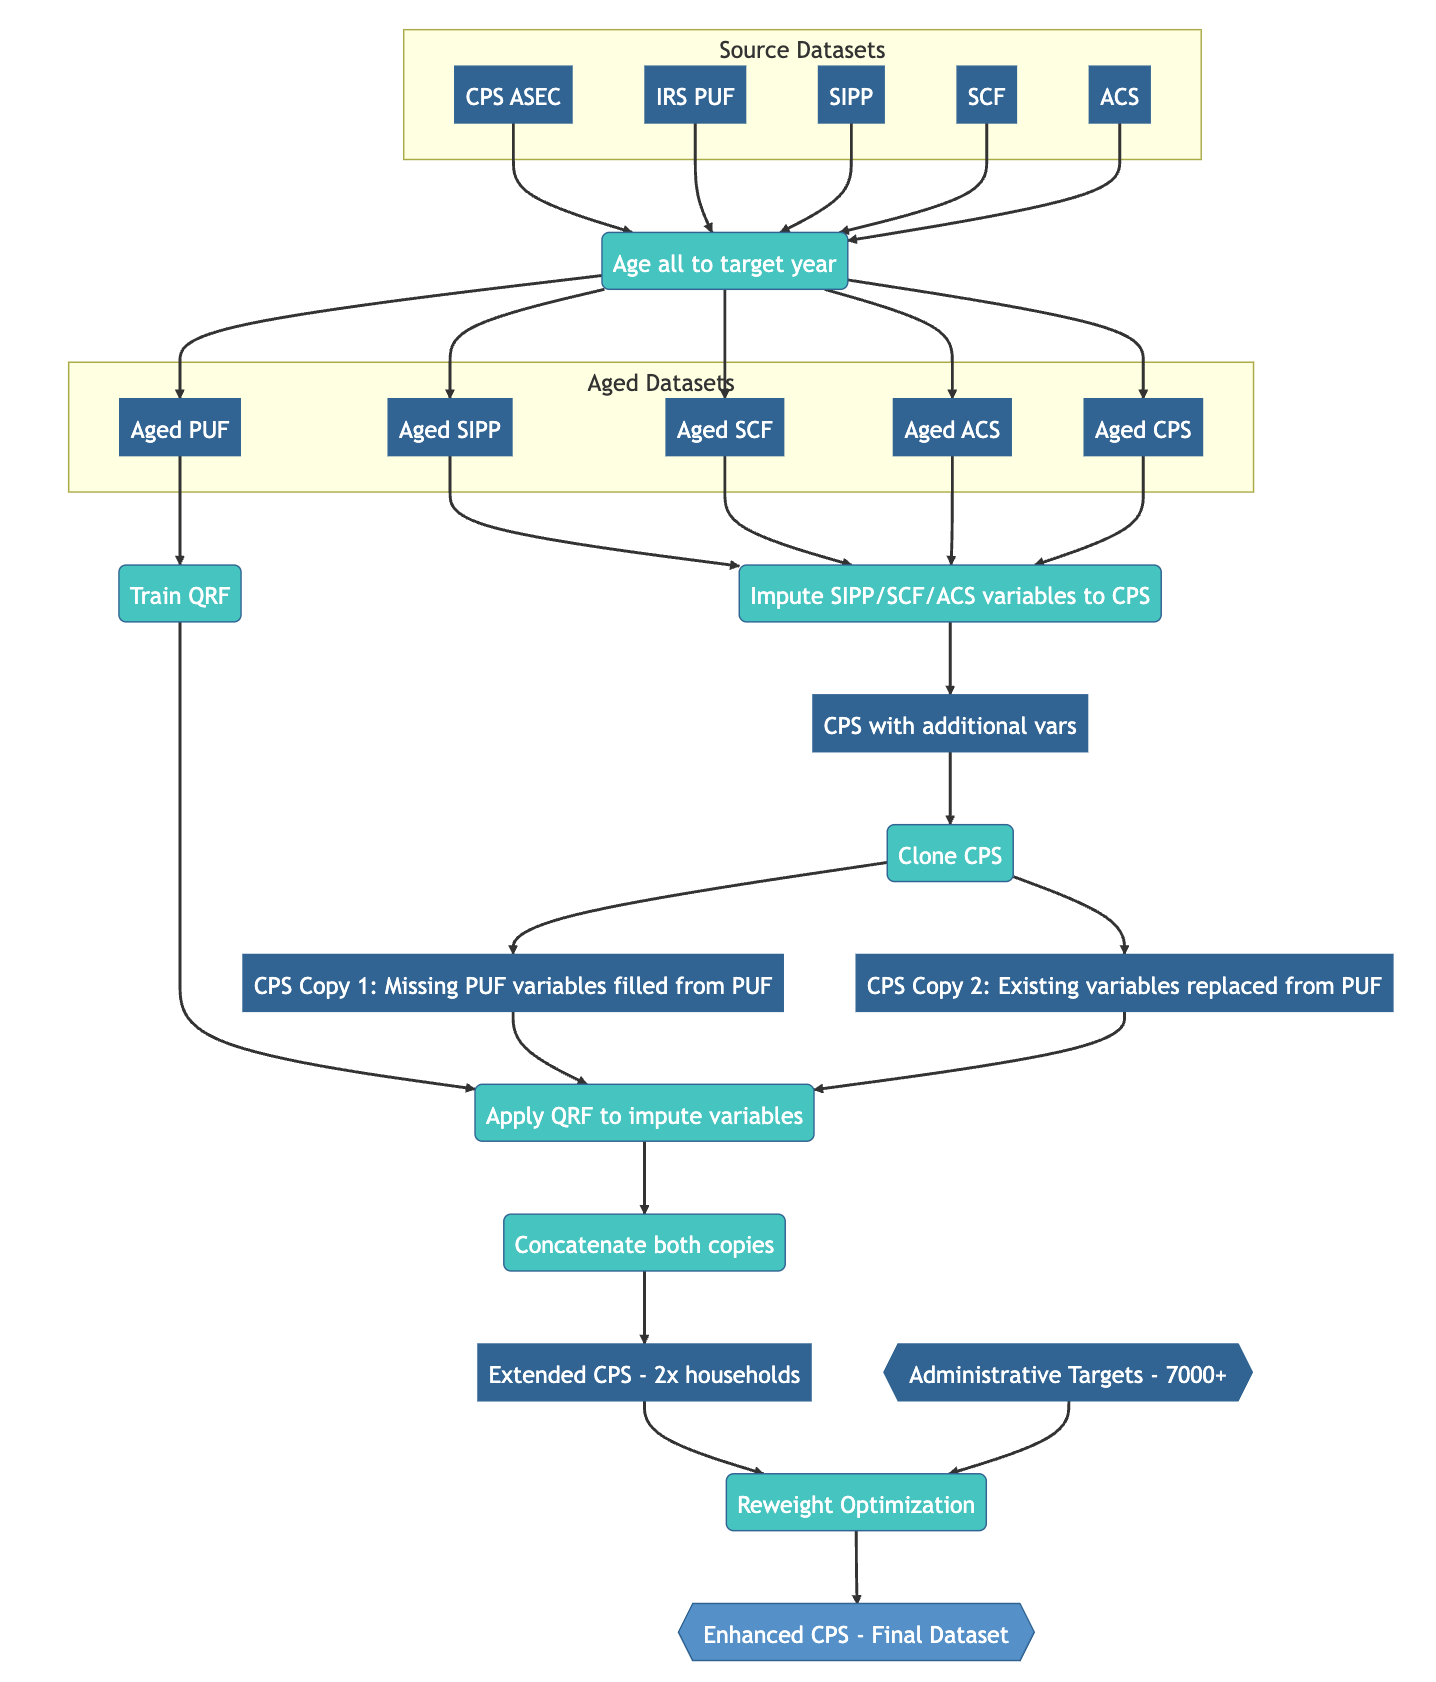 Source Datasets
CPS ASEC
IRS PUF
SIPP
SCF
ACS
Age all to target year
Aged Datasets
Aged PUF
Aged SIPP
Aged SCF
Aged ACS
Aged CPS
Train QRF
Impute SIPP/SCF/ACS variables to CPS
CPS with additional vars
Clone CPS
CPS Copy 1: Missing PUF variables filled from PUF
CPS Copy 2: Existing variables replaced from PUF
Apply QRF to impute variables
Concatenate both copies
Extended CPS - 2x households
Administrative Targets - 7000+
Reweight Optimization
Enhanced CPS - Final Dataset